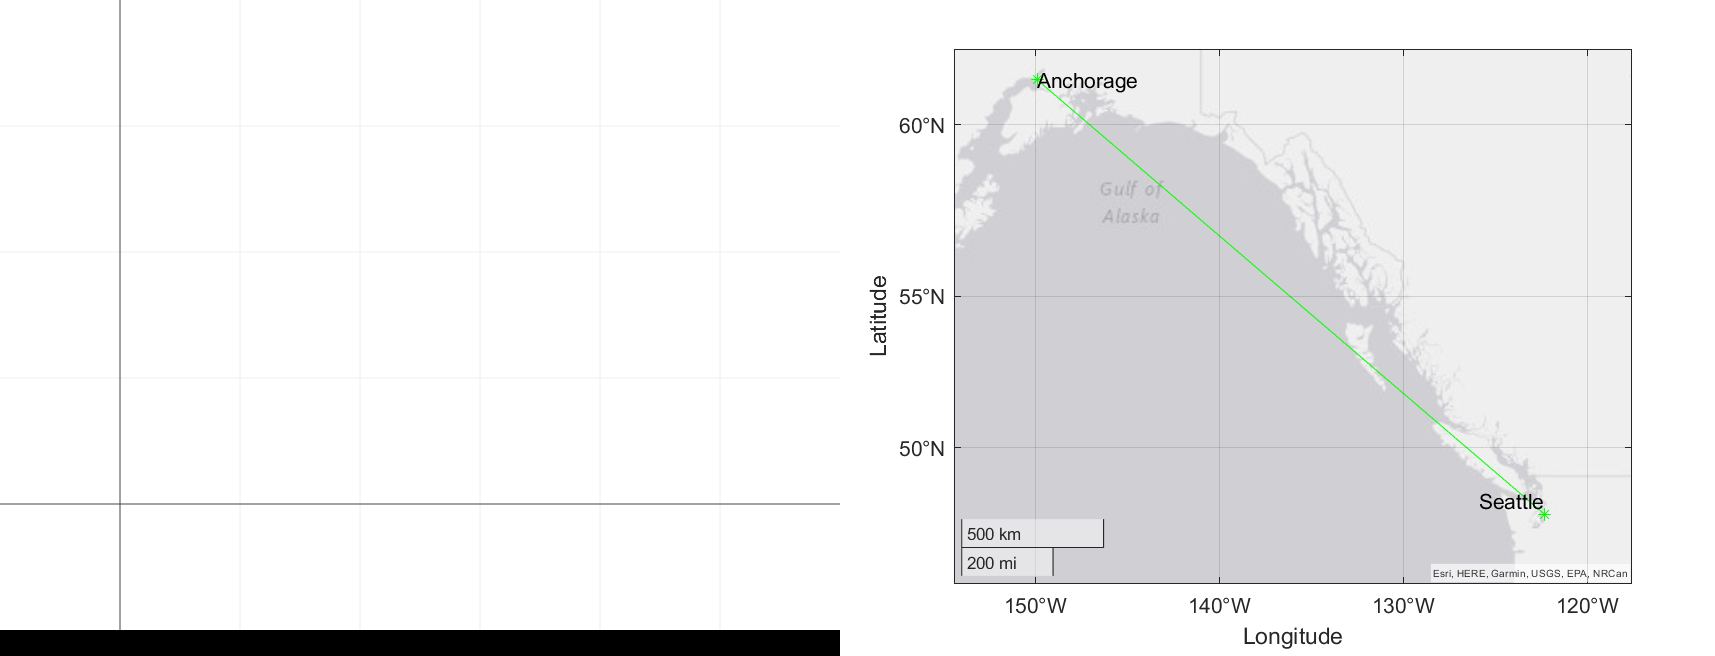 Anchorage
60°N
Gulf of
Alaska
55°N
Latitude
50°N
Seattle
500 km
200 mi
Esri, HERE, Garmin, USGS, EPA, NRCan
150°W 140°W 130°W 120°W
Longitude